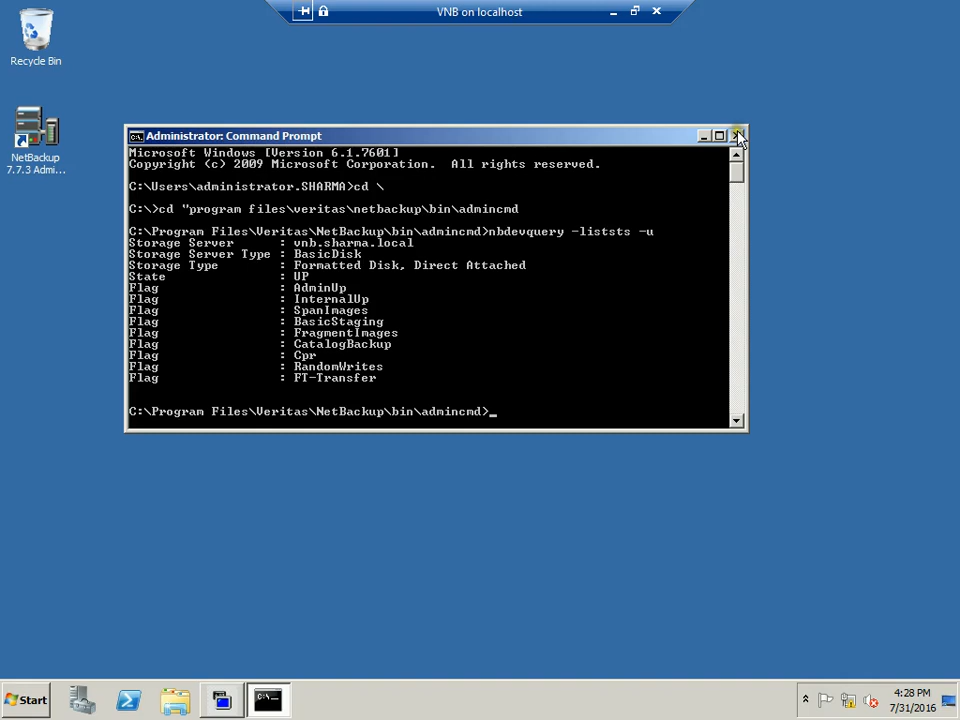 VNB on localhost
Recycle Bin
NetBackup
7.7.3 Admi...
Administrator: Command Prompt
Microsoft Windows [Version 6.1.7601]
Copyright (c) 2009 Microsoft Corporation.  All rights reserved.
C:\Users\administrator.SHARMA>cd \
C:\>cd "program files\veritas\netbackup\bin\admincmd
C:\Program Files\Veritas\NetBackup\bin\admincmd>nbdevquery -liststs -u
Storage Server      : vnb.sharma.local
Storage Server Type : BasicDisk
Storage Type        : Formatted Disk, Direct Attached
State               : UP
Flag                : AdminUp
Flag                : InternalUp
Flag                : SpanImages
Flag                : BasicStaging
Flag                : FragmentImages
Flag                : CatalogBackup
Flag                : Cpr
Flag                : RandomWrites
Flag                : FT-Transfer
C:\Program Files\Veritas\NetBackup\bin\admincmd>_
Start
4:28 PM
7/31/2016